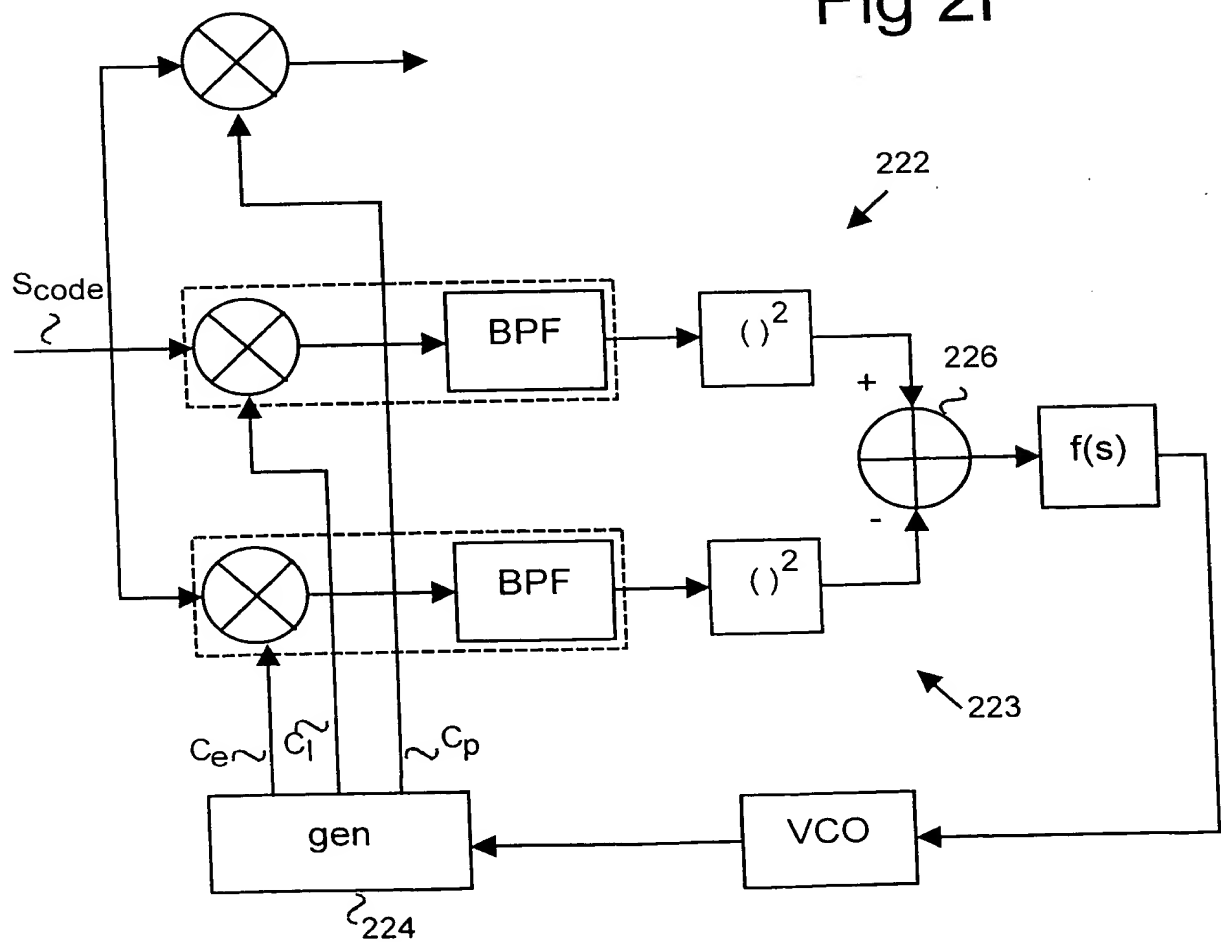 Fig 2f
222
Scode
BPF
( )2
+
226
f(s)
-
BPF
( )2
223
Ce
Cl
Cp
gen
VCO
224